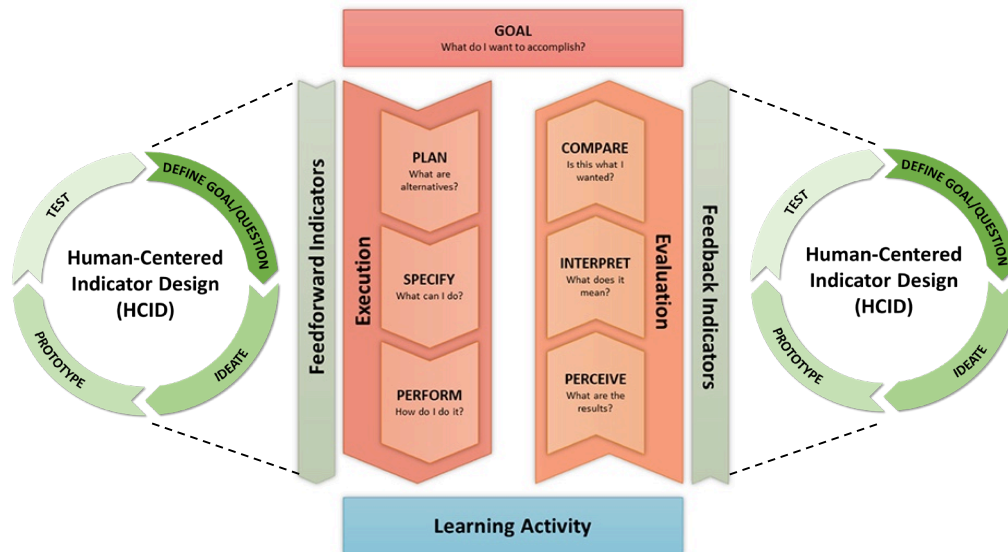 GOAL
What do I want to accomplish?
TEST
DEFINE GOAL/QUESTION
Human-Centered
Indicator Design
(HCID)
PROTOTYPE
IDEATE
Feedforward Indicators
Execution
PLAN
What are
alternatives?
SPECIFY
What can I do?
PERFORM
How do I do it?
COMPARE
Is this what I
wanted?
INTERPRET
What does it
mean?
PERCEIVE
What are the
results?
Evaluation
Feedback Indicators
TEST
DEFINE GOAL/QUESTION
Human-Centered
Indicator Design
(HCID)
PROTOTYPE
IDEATE
Learning Activity